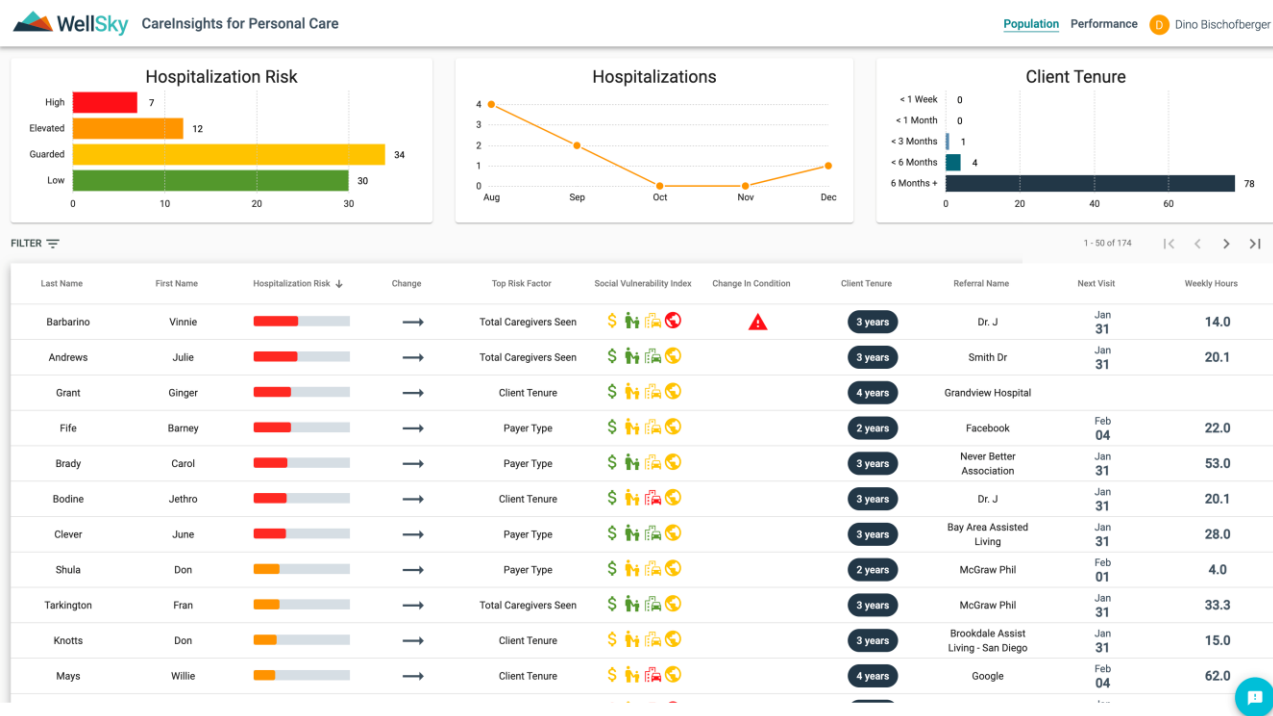 WellSky CareInsights for Personal Care Population Performance D Dino Bischofberger
Hospitalization Risk
High 7
Elevated 12
Guarded 34
Low 30
0 10 20 30
Hospitalizations
4
3
2
1
0
Aug Sep Oct Nov Dec
Client Tenure
< 1 Week 0
< 1 Month 0
< 3 Months 1
< 6 Months 4
6 Months + 78
0 20 40 60
FILTER 1 - 50 of 174
Last Name First Name Hospitalization Risk Change Top Risk Factor Social Vulnerability Index Change In Condition Client Tenure Referral Name Next Visit Weekly Hours
Barbarino Vinnie Total Caregivers Seen 3 years Dr. J Jan 31 14.0
Andrews Julie Total Caregivers Seen 3 years Smith Dr Jan 31 20.1
Grant Ginger Client Tenure 4 years Grandview Hospital
Fife Barney Payer Type 2 years Facebook Feb 04 22.0
Brady Carol Payer Type 3 years Never Better Association Jan 31 53.0
Bodine Jethro Client Tenure 3 years Dr. J Jan 31 20.1
Clever June Payer Type 3 years Bay Area Assisted Living Jan 31 28.0
Shula Don Payer Type 2 years McGraw Phil Feb 01 4.0
Tarkington Fran Total Caregivers Seen 3 years McGraw Phil Jan 31 33.3
Knotts Don Client Tenure 3 years Brookdale Assist Living - San Diego Jan 31 15.0
Mays Willie Client Tenure 4 years Google Feb 04 62.0